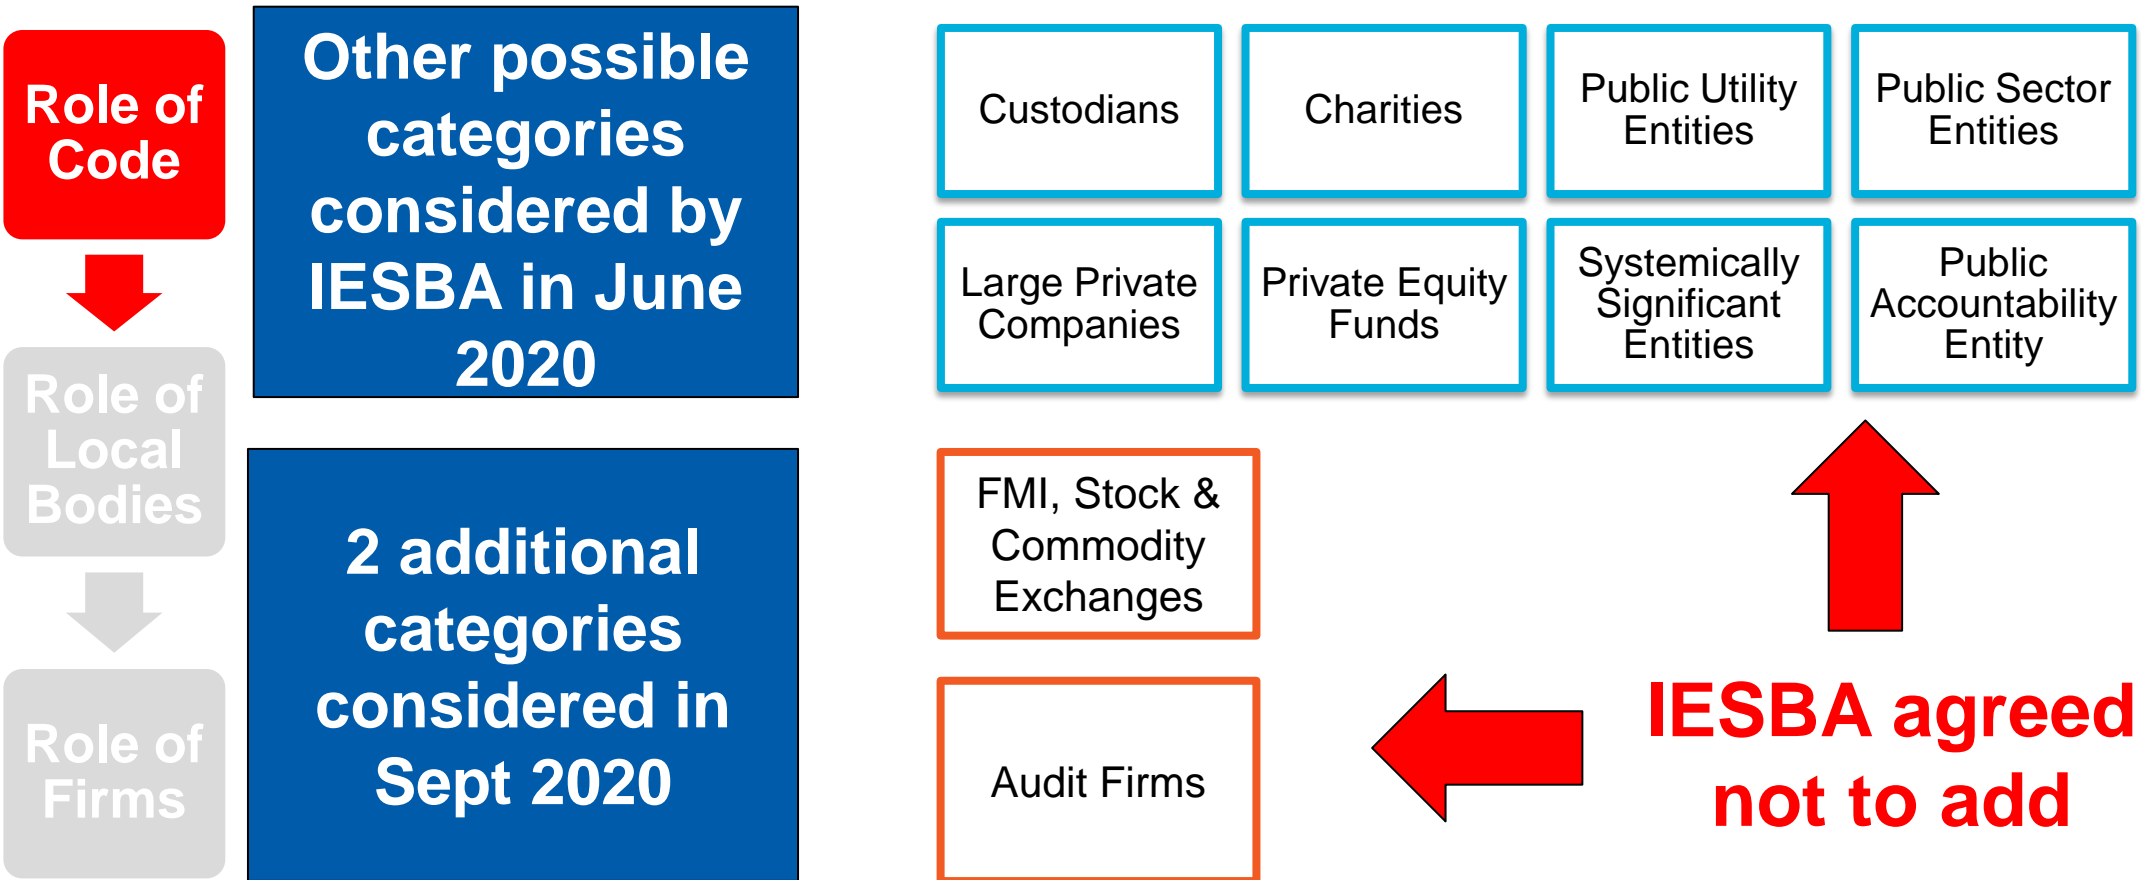 Role of
Code
Role of
Local
Bodies
Role of
Firms
Other possible
categories
considered by
IESBA in June
2020
Custodians
Charities
Public Utility
Entities
Public Sector
Entities
Large Private
Companies
Private Equity
Funds
Systemically
Significant
Entities
Public
Accountability
Entity
2 additional
categories
considered in
Sept 2020
FMI, Stock &
Commodity
Exchanges
Audit Firms
IESBA agreed
not to add